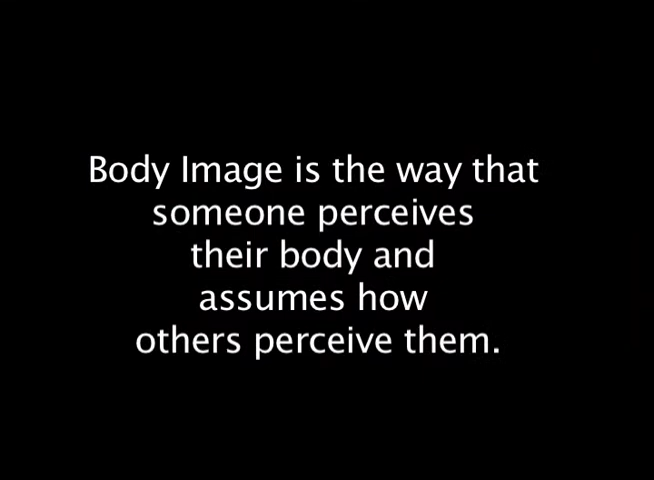 Body Image is the way that
someone perceives
their body and
assumes how
others perceive them.